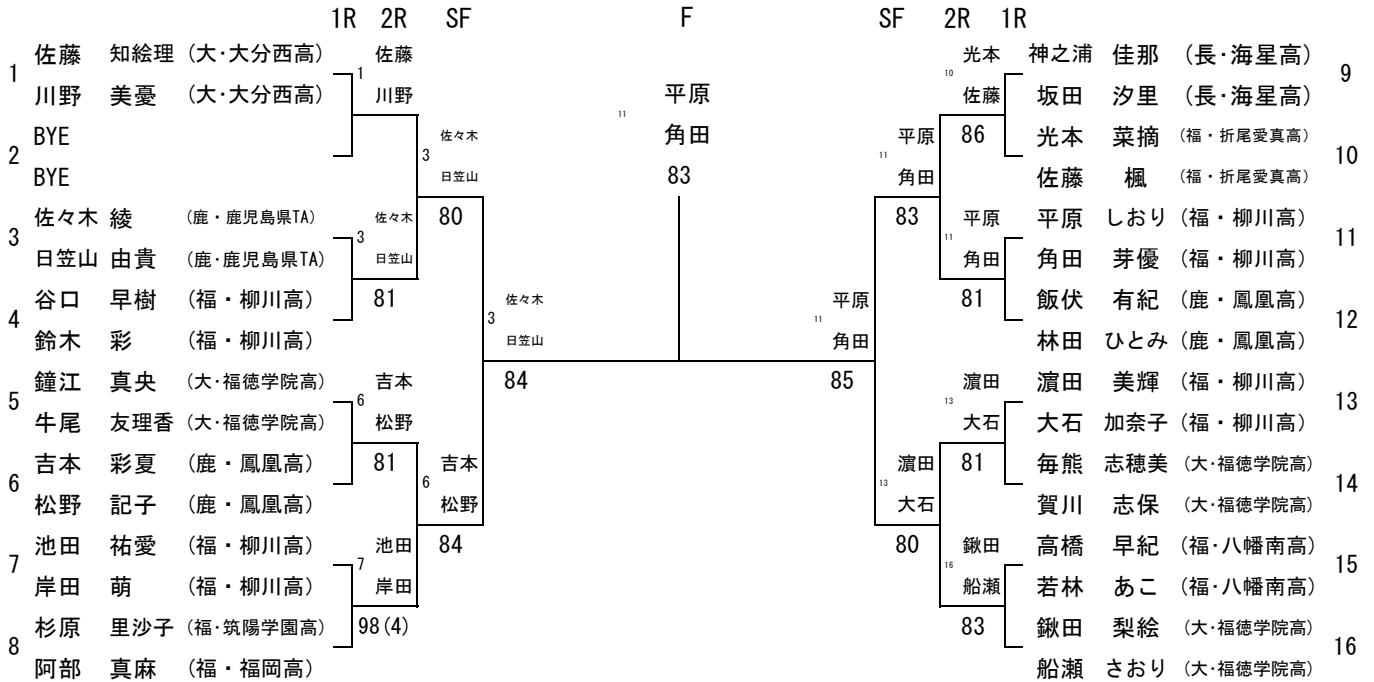 1R 2R SF F SF 2R 1R
1 佐藤 知絵理 (大・大分西高)
川野 美憂 (大・大分西高)
2 BYE
BYE
3 佐々木 綾 (鹿・鹿児島県TA)
日笠山 由貴 (鹿・鹿児島県TA)
4 谷口 早樹 (福・柳川高)
鈴木 彩 (福・柳川高)
5 鐘江 真央 (大・福徳学院高)
牛尾 友理香 (大・福徳学院高)
6 吉本 彩夏 (鹿・鳳凰高)
松野 記子 (鹿・鳳凰高)
7 池田 祐愛 (福・柳川高)
岸田 萌 (福・柳川高)
8 杉原 里沙子 (福・筑陽学園高)
阿部 真麻 (福・福岡高)
1 佐藤
川野
3 佐々木
日笠山
81
6 吉本
松野
81
7 池田
岸田
98(4)
3 佐々木
日笠山
80
6 吉本
松野
84
3 佐々木
日笠山
84
11 平原
角田
83
11 平原
角田
85
11 平原
角田
83
13 濵田
大石
80
10 光本
佐藤
86
11 平原
角田
81
13 濵田
大石
81
16 鍬田
船瀬
83
神之浦 佳那 (長・海星高) 9
坂田 汐里 (長・海星高)
光本 菜摘 (福・折尾愛真高) 10
佐藤 楓 (福・折尾愛真高)
平原 しおり (福・柳川高) 11
角田 芽優 (福・柳川高)
飯伏 有紀 (鹿・鳳凰高) 12
林田 ひとみ (鹿・鳳凰高)
濵田 美輝 (福・柳川高) 13
大石 加奈子 (福・柳川高)
毎熊 志穂美 (大・福徳学院高) 14
賀川 志保 (大・福徳学院高)
高橋 早紀 (福・八幡南高) 15
若林 あこ (福・八幡南高)
鍬田 梨絵 (大・福徳学院高) 16
船瀬 さおり (大・福徳学院高)